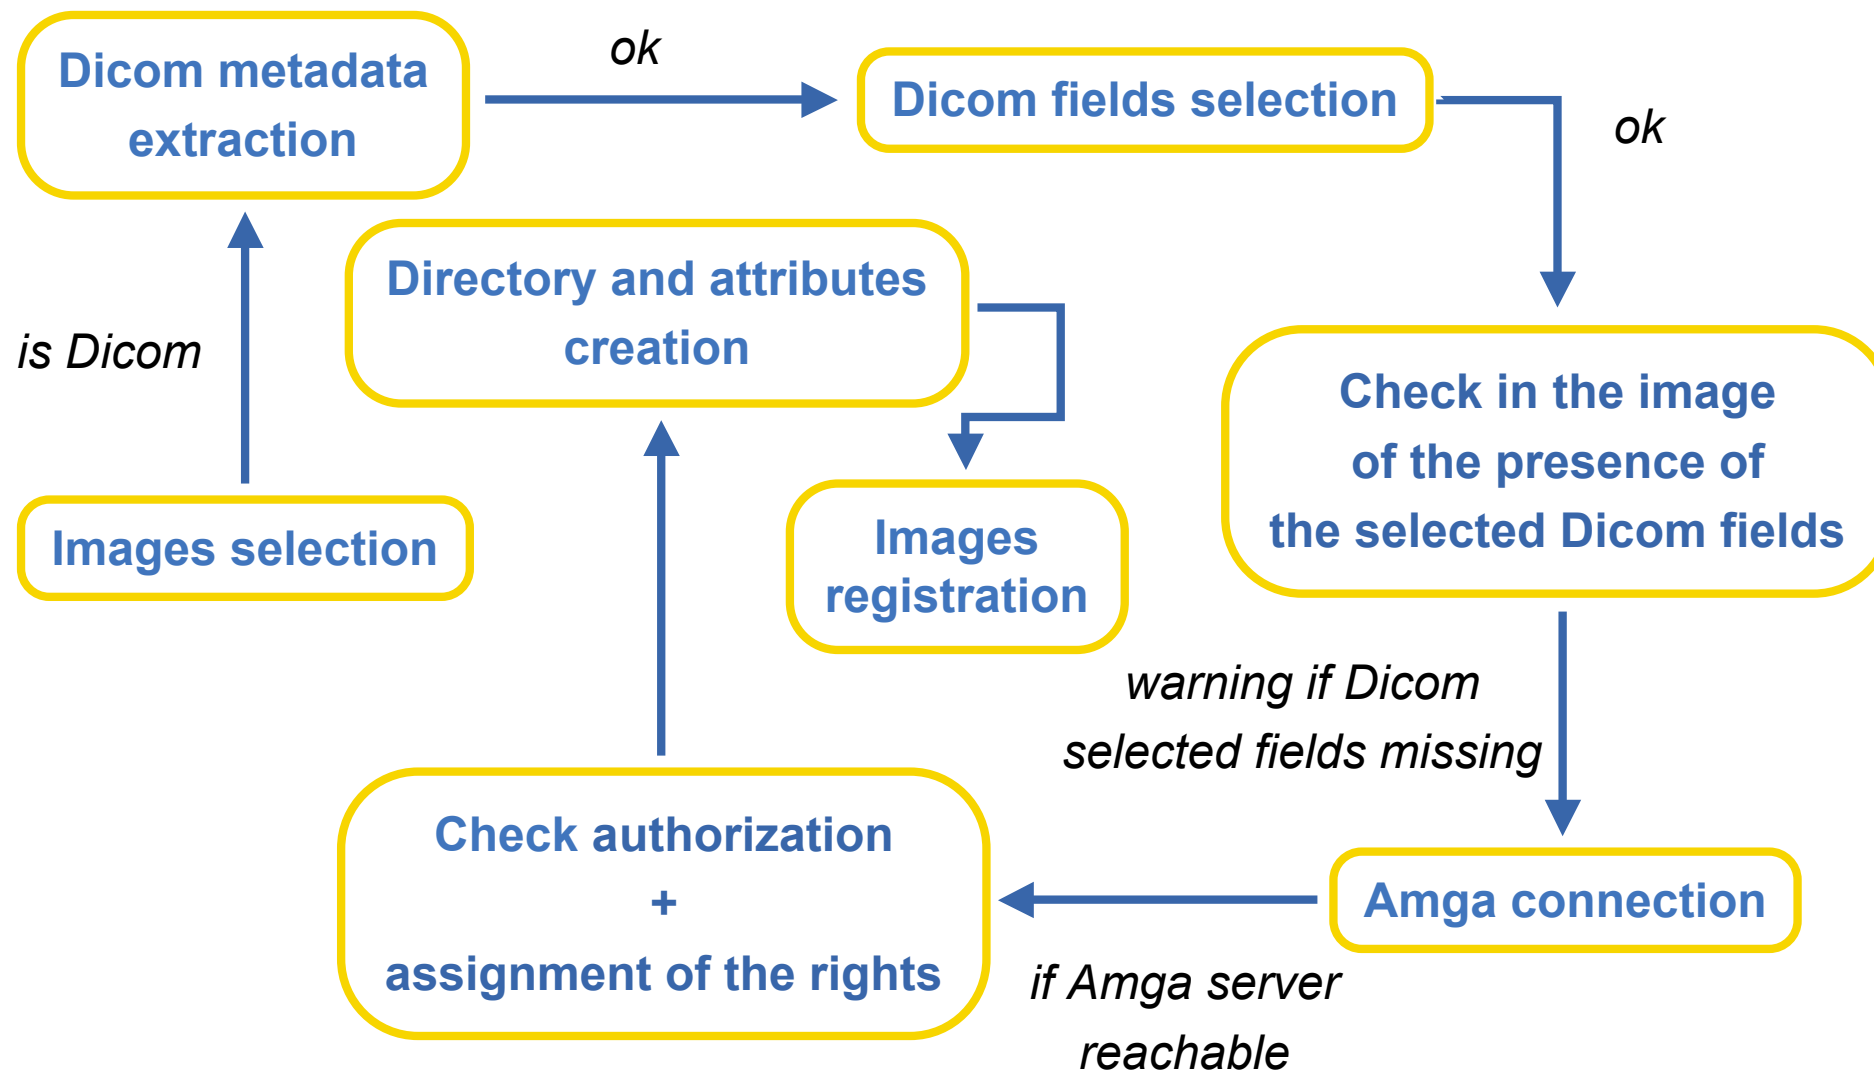 Dicom metadata
extraction
ok
Dicom fields selection
ok
is Dicom
Directory and attributes
creation
Check in the image
of the presence of
the selected Dicom fields
Images selection
Images
registration
warning if Dicom
selected fields missing
Check authorization
+
assignment of the rights
Amga connection
if Amga server
reachable